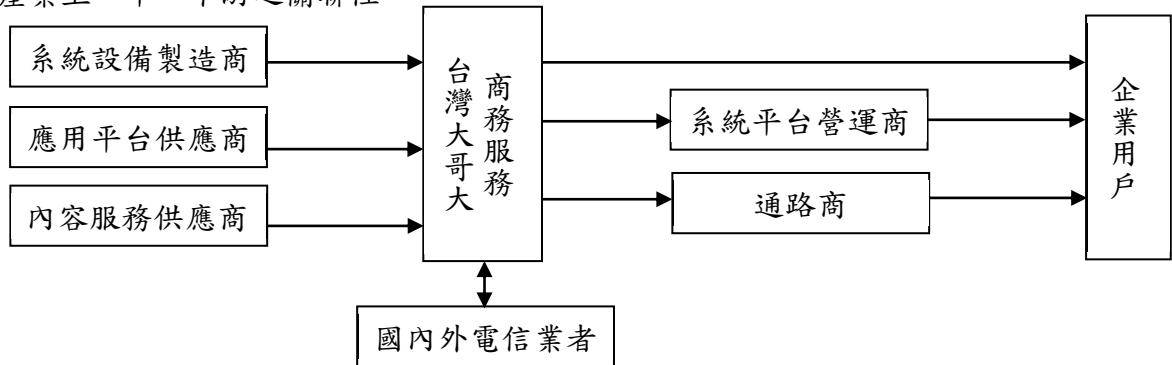 系統設備製造商
應用平台供應商
內容服務供應商
台灣大哥大
商務服務
系統平台營運商
通路商
企業用戶
國內外電信業者